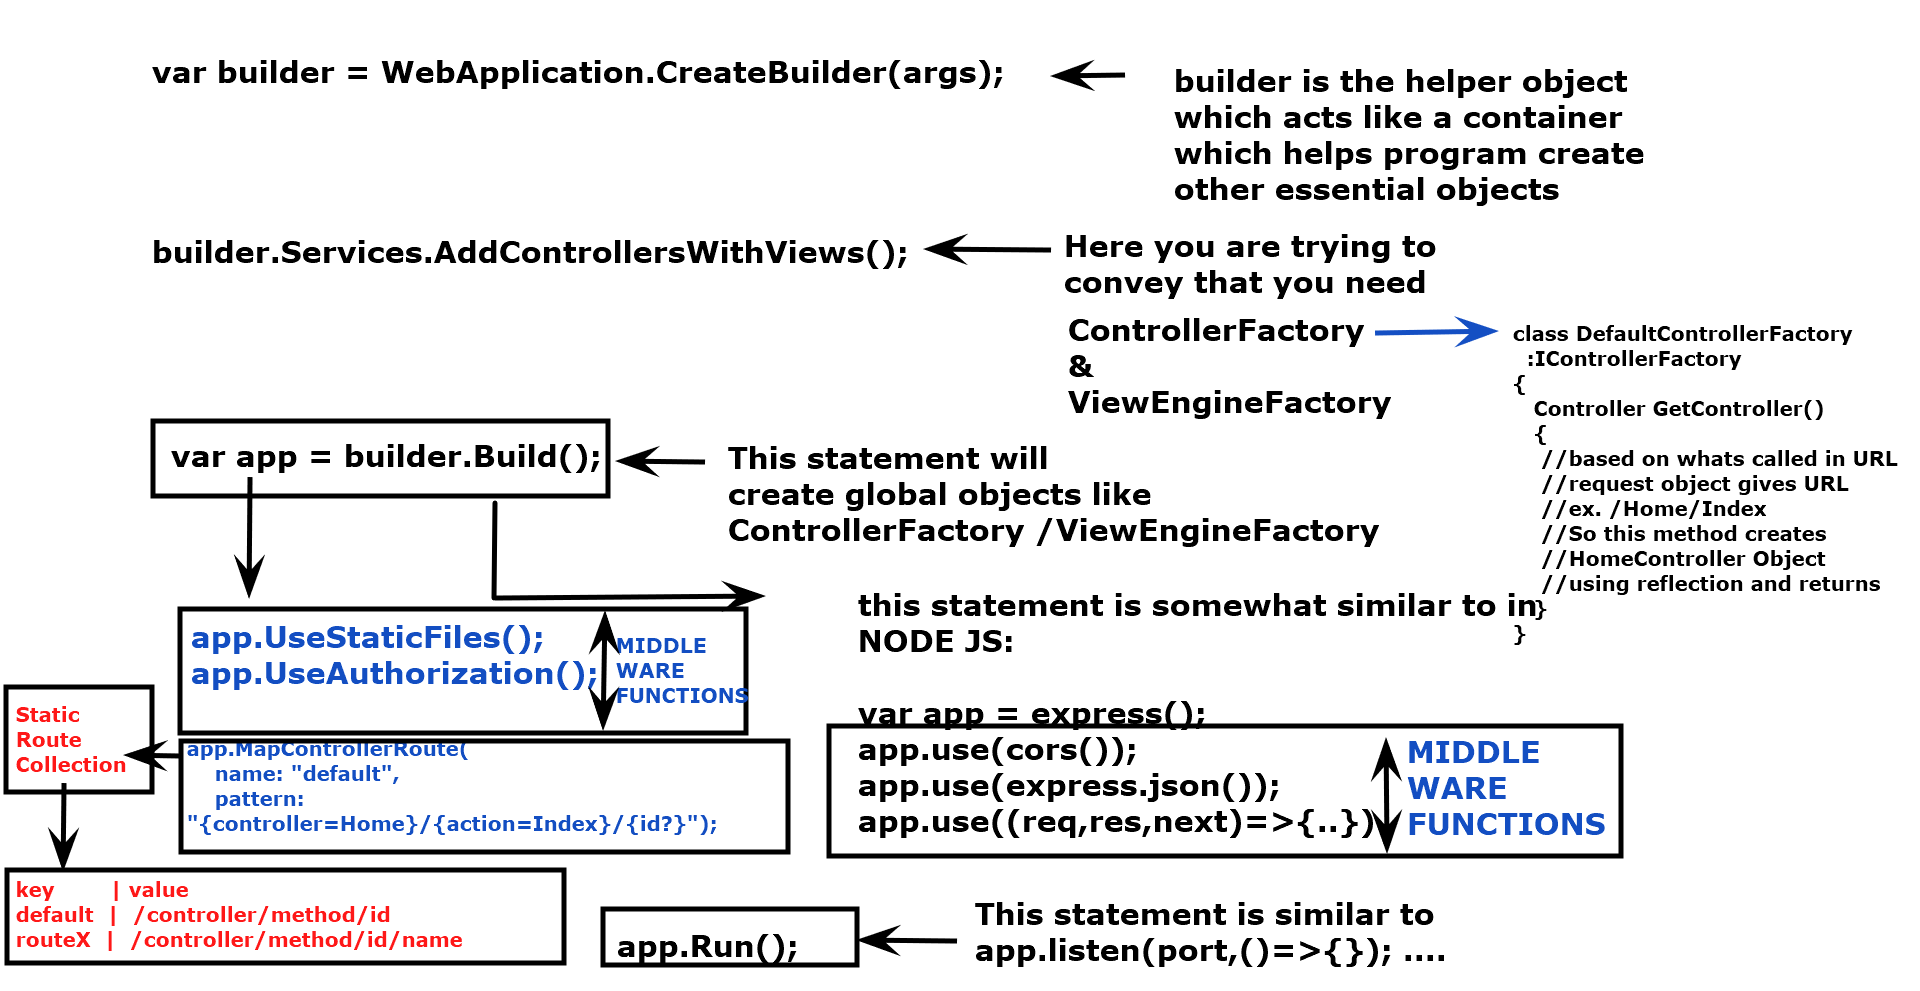 var builder = WebApplication.CreateBuilder(args);
builder is the helper object
which acts like a container
which helps program create
other essential objects
builder.Services.AddControllersWithViews();
Here you are trying to
convey that you need
ControllerFactory
&
ViewEngineFactory
class DefaultControllerFactory
:IControllerFactory
{
Controller GetController()
{
//based on whats called in URL
//request object gives URL
//ex. /Home/Index
//So this method creates
//HomeController Object
//using reflection and returns
}
}
var app = builder.Build();
This statement will
create global objects like
ControllerFactory /ViewEngineFactory
this statement is somewhat similar to in
NODE JS:
var app = express();
app.use(cors());
app.use(express.json());
app.use((req,res,next)=>{..})
MIDDLE
WARE
FUNCTIONS
app.UseStaticFiles();
app.UseAuthorization();
MIDDLE
WARE
FUNCTIONS
Static
Route
Collection
app.MapControllerRoute(
name: "default",
pattern:
"{controller=Home}/{action=Index}/{id?}");
key | value
default | /controller/method/id
routeX | /controller/method/id/name
app.Run();
This statement is similar to
app.listen(port,()=>{}); ....